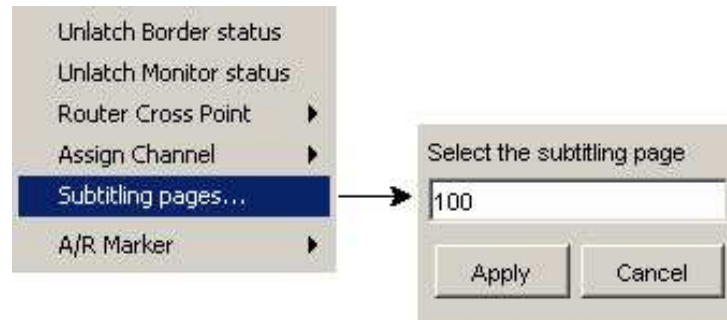 Unlatch Border status
Unlatch Monitor status
Router Cross Point
Assign Channel
Subtitling pages...
A/R Marker
Select the subtitling page
100
Apply
Cancel